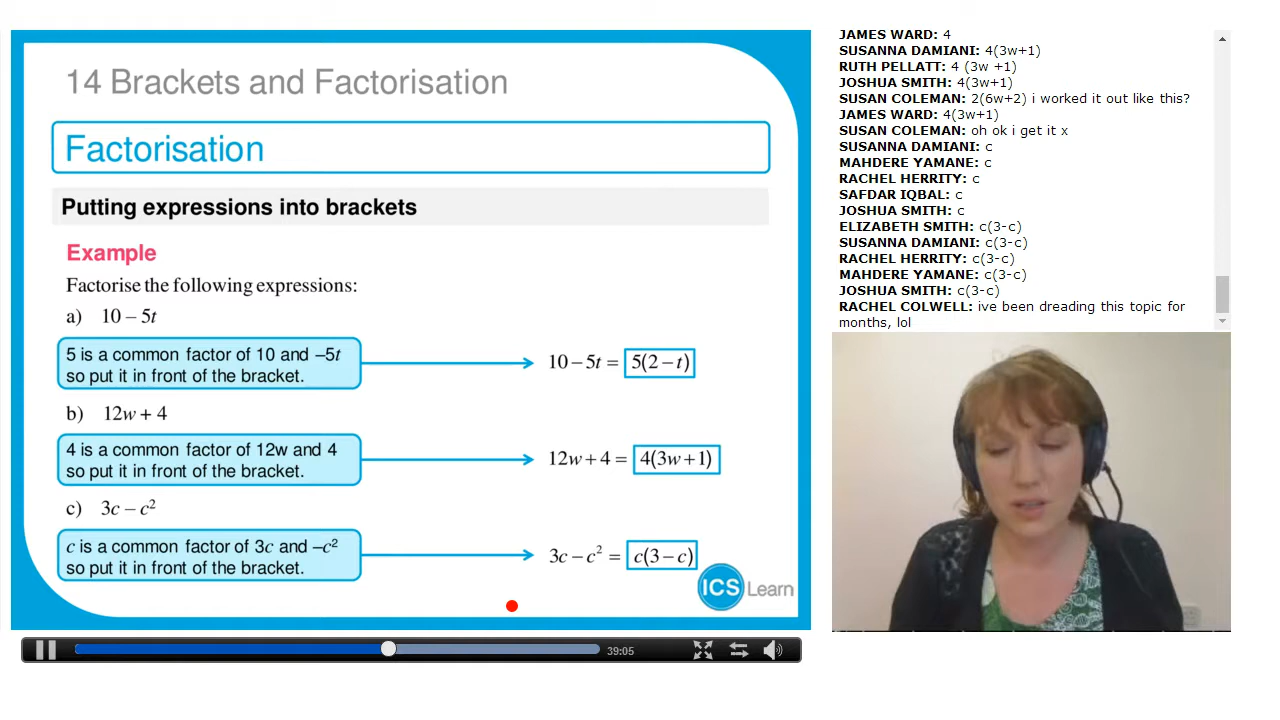 14 Brackets and Factorisation
Factorisation
Putting expressions into brackets
Example
Factorise the following expressions:
a) 10 – 5t
5 is a common factor of 10 and –5t
so put it in front of the bracket.
10 – 5t = 5(2 – t)
b) 12w + 4
4 is a common factor of 12w and 4
so put it in front of the bracket.
12w + 4 = 4(3w + 1)
c) 3c – c²
c is a common factor of 3c and –c²
so put it in front of the bracket.
3c – c² = c(3 – c)
ICS Learn
39:05
JAMES WARD: 4
SUSANNA DAMIANI: 4(3w+1)
RUTH PELLATT: 4 (3w +1)
JOSHUA SMITH: 4(3w+1)
SUSAN COLEMAN: 2(6w+2) i worked it out like this?
JAMES WARD: 4(3w+1)
SUSAN COLEMAN: oh ok i get it x
SUSANNA DAMIANI: c
MAHDERE YAMANE: c
RACHEL HERRITY: c
SAFDAR IQBAL: c
JOSHUA SMITH: c
ELIZABETH SMITH: c(3-c)
SUSANNA DAMIANI: c(3-c)
RACHEL HERRITY: c(3-c)
MAHDERE YAMANE: c(3-c)
JOSHUA SMITH: c(3-c)
RACHEL COLWELL: ive been dreading this topic for
months, lol